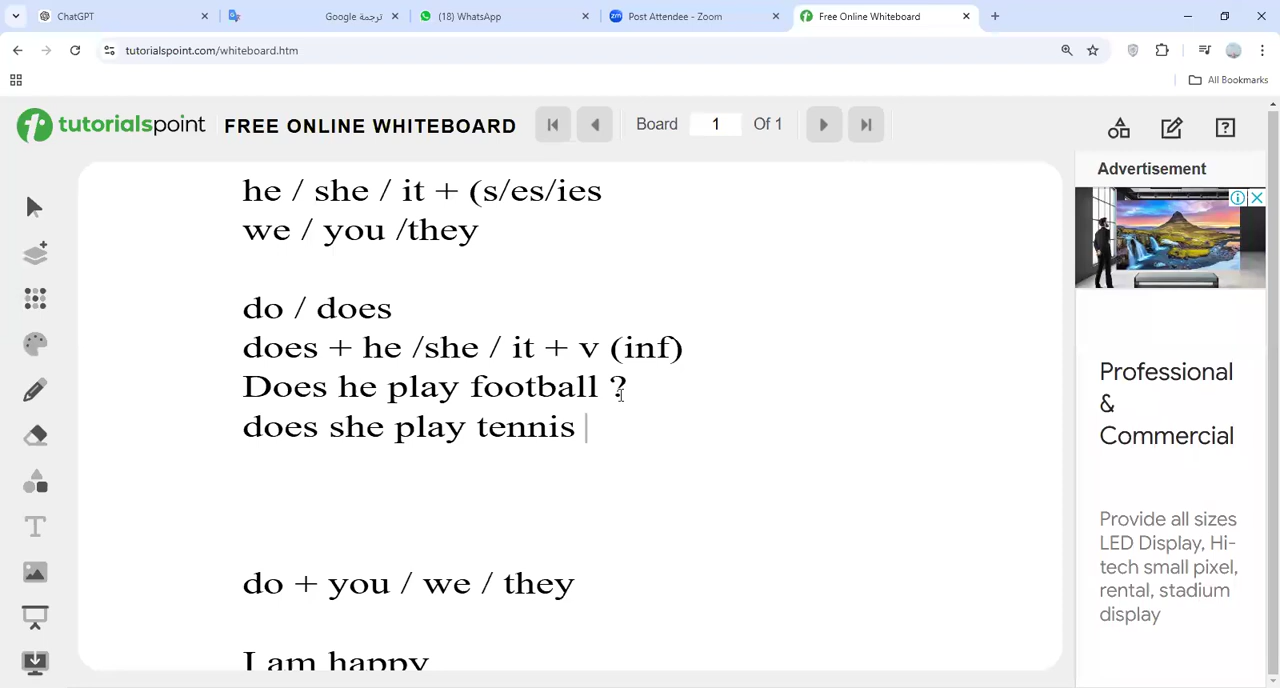 ChatGPT
ترجمة Google
(18) WhatsApp
Post Attendee - Zoom
Free Online Whiteboard
tutorialspoint.com/whiteboard.htm
All Bookmarks
tutorialspoint
FREE ONLINE WHITEBOARD
Board 1 Of 1
Advertisement
he / she / it + (s/es/ies
we / you /they
do / does
does + he /she / it + v (inf)
Does he play football ?
does she play tennis
do + you / we / they
I am happy
Professional
&
Commercial
Provide all sizes
LED Display, Hi-
tech small pixel,
rental, stadium
display